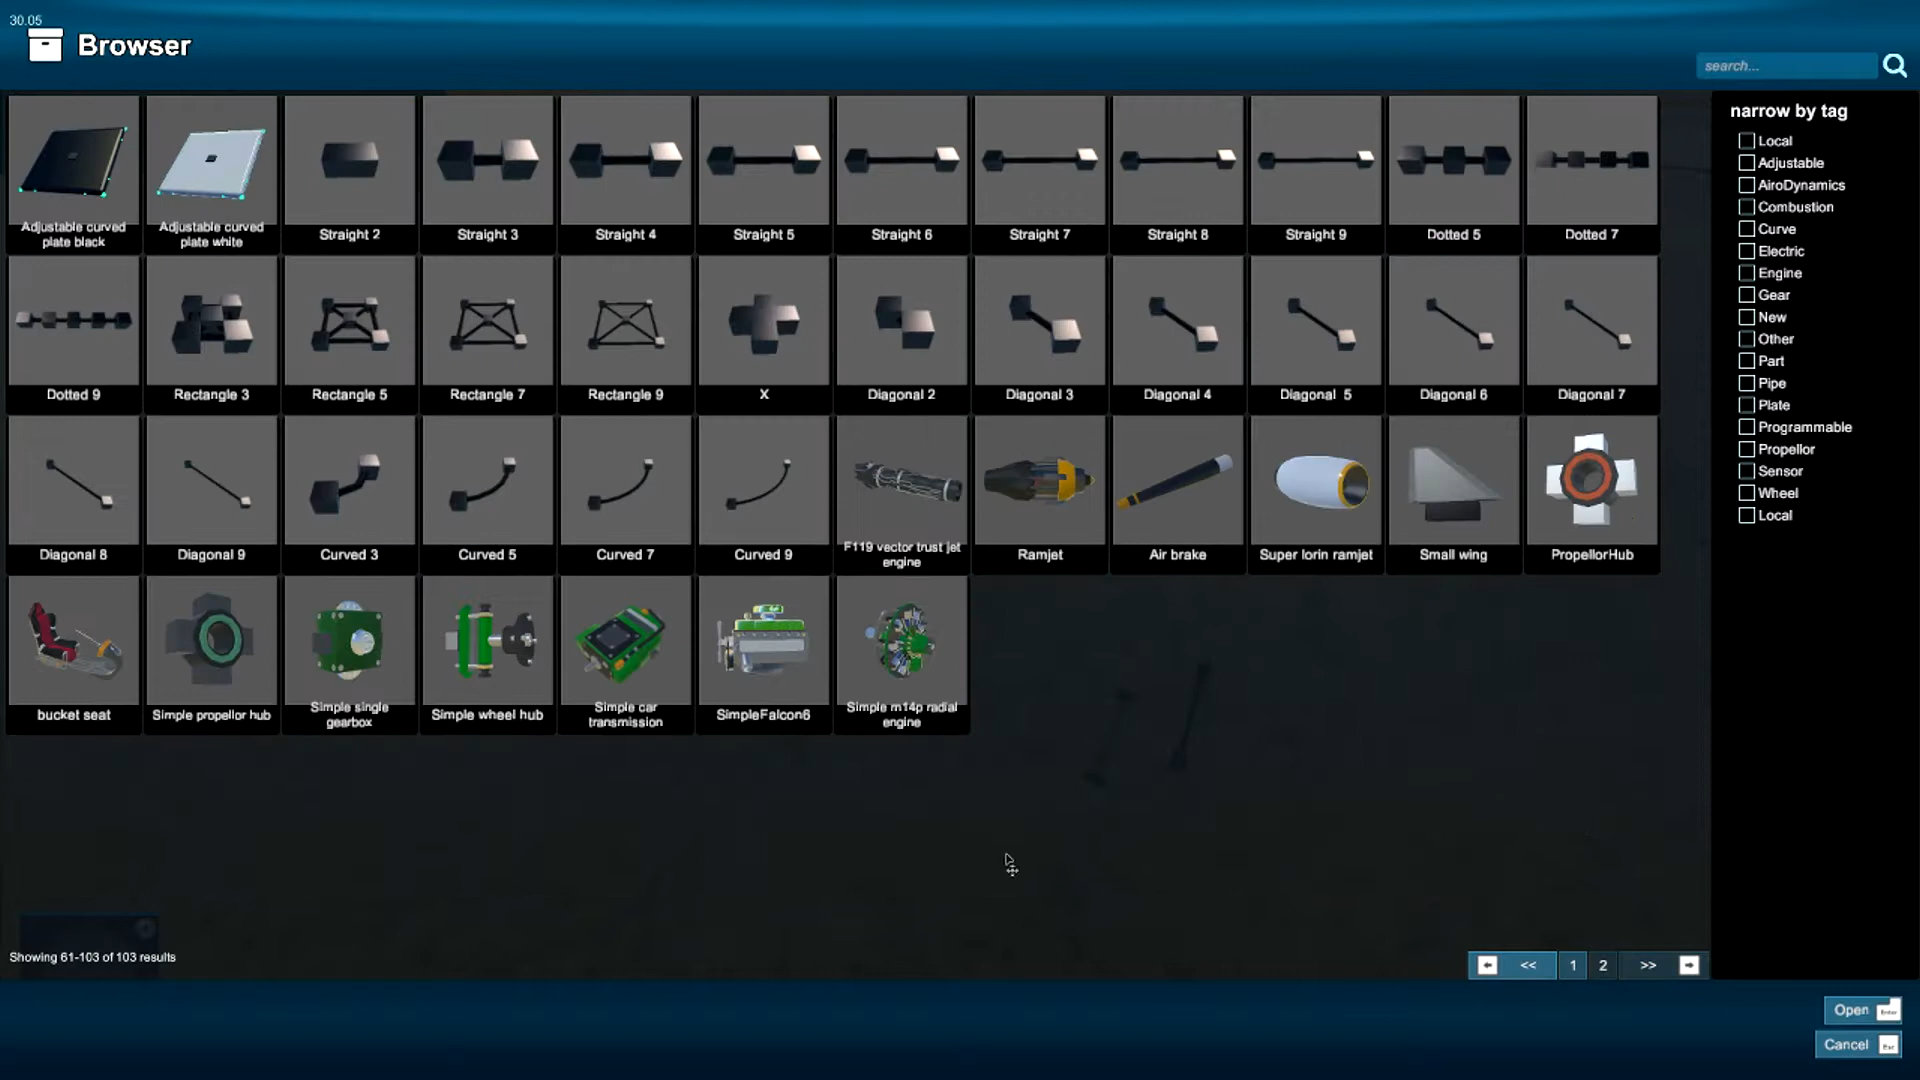 30.05
Browser
search...
narrow by tag
Local
Adjustable
AiroDynamics
Combustion
Curve
Electric
Engine
Gear
New
Other
Part
Pipe
Plate
Programmable
Propellor
Sensor
Wheel
Local
Adjustable curved
plate black
Adjustable curved
plate white
Straight 2
Straight 3
Straight 4
Straight 5
Straight 6
Straight 7
Straight 8
Straight 9
Dotted 5
Dotted 7
Dotted 9
Rectangle 3
Rectangle 5
Rectangle 7
Rectangle 9
X
Diagonal 2
Diagonal 3
Diagonal 4
Diagonal 5
Diagonal 6
Diagonal 7
Diagonal 8
Diagonal 9
Curved 3
Curved 5
Curved 7
Curved 9
F119 vector trust jet
engine
Ramjet
Air brake
Super lorin ramjet
Small wing
PropellorHub
bucket seat
Simple propellor hub
Simple single
gearbox
Simple wheel hub
Simple car
transmission
SimpleFalcon6
Simple m14p radial
engine
Showing 61-103 of 103 results
<< 1 2 >>
Open Enter
Cancel Esc